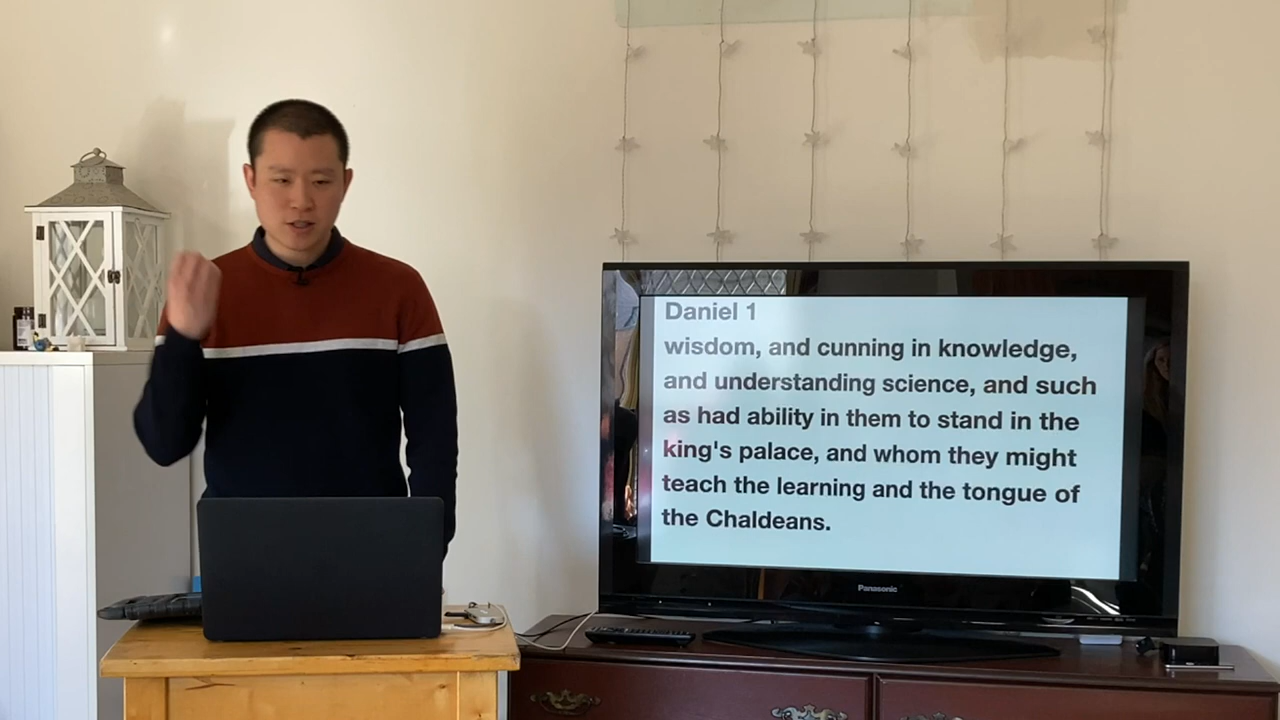 Daniel 1
wisdom, and cunning in knowledge,
and understanding science, and such
as had ability in them to stand in the
king's palace, and whom they might
teach the learning and the tongue of
the Chaldeans.
Panasonic